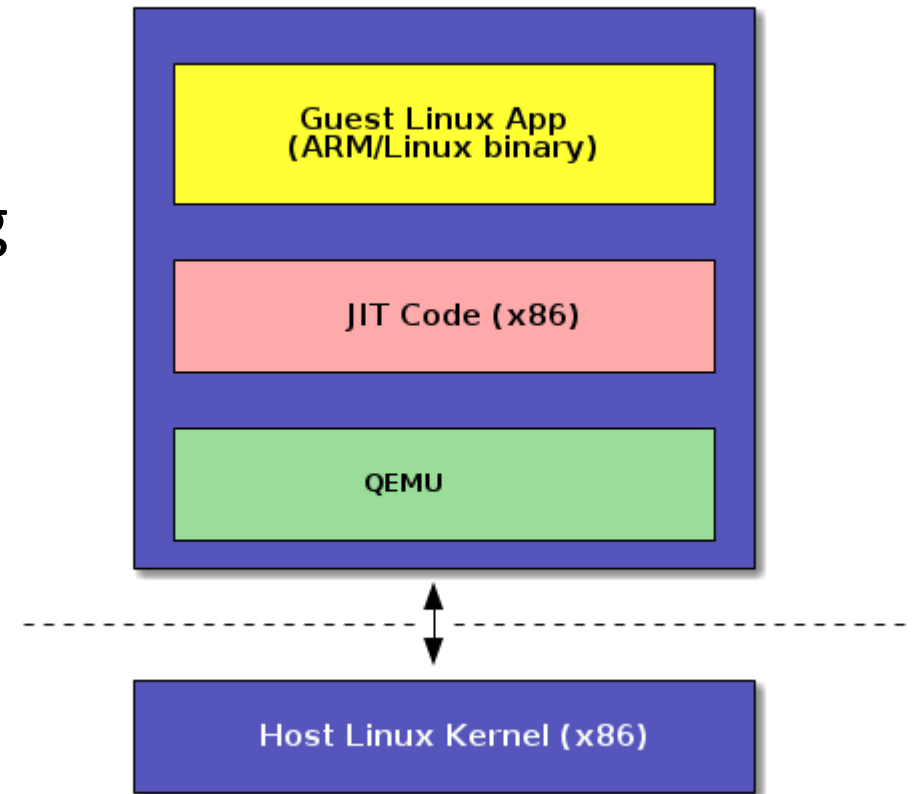 Guest Linux App
(ARM/Linux binary)
g
JIT Code (x86)
QEMU
Host Linux Kernel (x86)